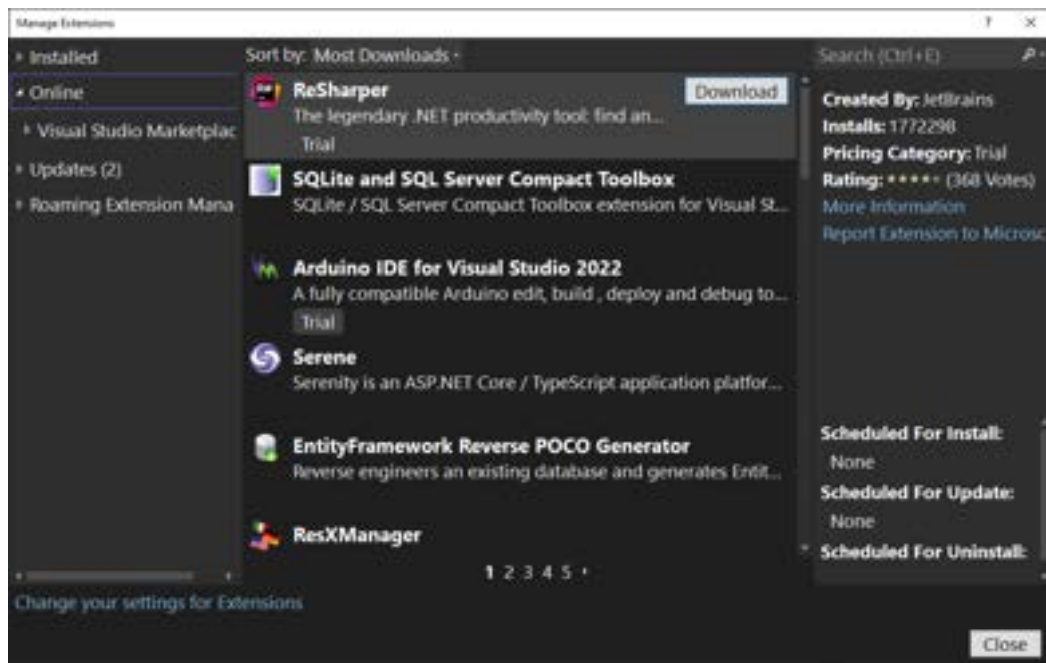 Manage Extensions
? ×
Installed
Online
Visual Studio Marketplac
Updates (2)
Roaming Extension Mana
Sort by: Most Downloads
ReSharper
Download
The legendary .NET productivity tool: find an...
Trial
SQLite and SQL Server Compact Toolbox
SQLite / SQL Server Compact Toolbox extension for Visual St...
Arduino IDE for Visual Studio 2022
A fully compatible Arduino edit, build , deploy and debug to...
Trial
Serene
Serenity is an ASP.NET Core / TypeScript application platfor...
EntityFramework Reverse POCO Generator
Reverse engineers an existing database and generates Entit...
ResXManager
1 2 3 4 5
Search (Ctrl+E)
Created By: JetBrains
Installs: 1772298
Pricing Category: Trial
Rating: (368 Votes)
More Information
Report Extension to Microsc
Scheduled For Install:
None
Scheduled For Update:
None
Scheduled For Uninstall:
Change your settings for Extensions
Close